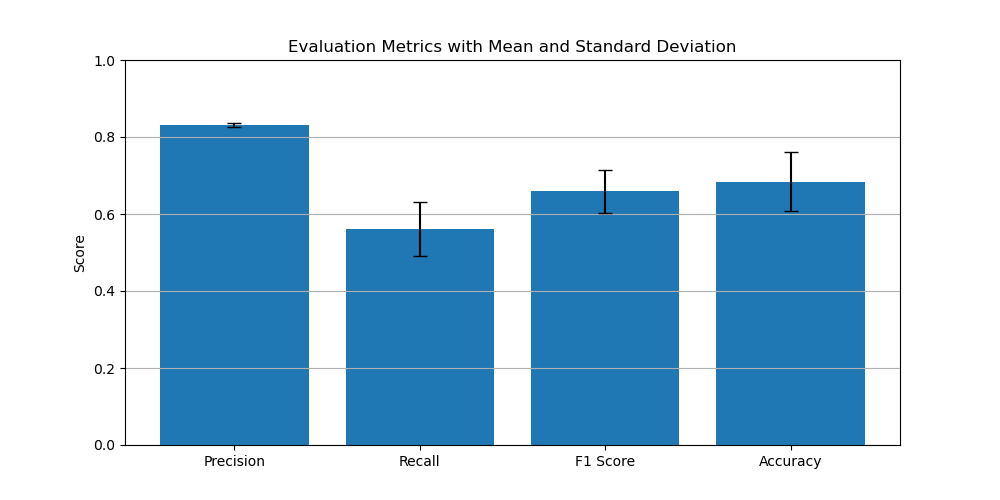 Evaluation Metrics with Mean and Standard Deviation
1.0
0.8
0.6
0.4
0.2
0.0
Score
Precision
Recall
F1 Score
Accuracy